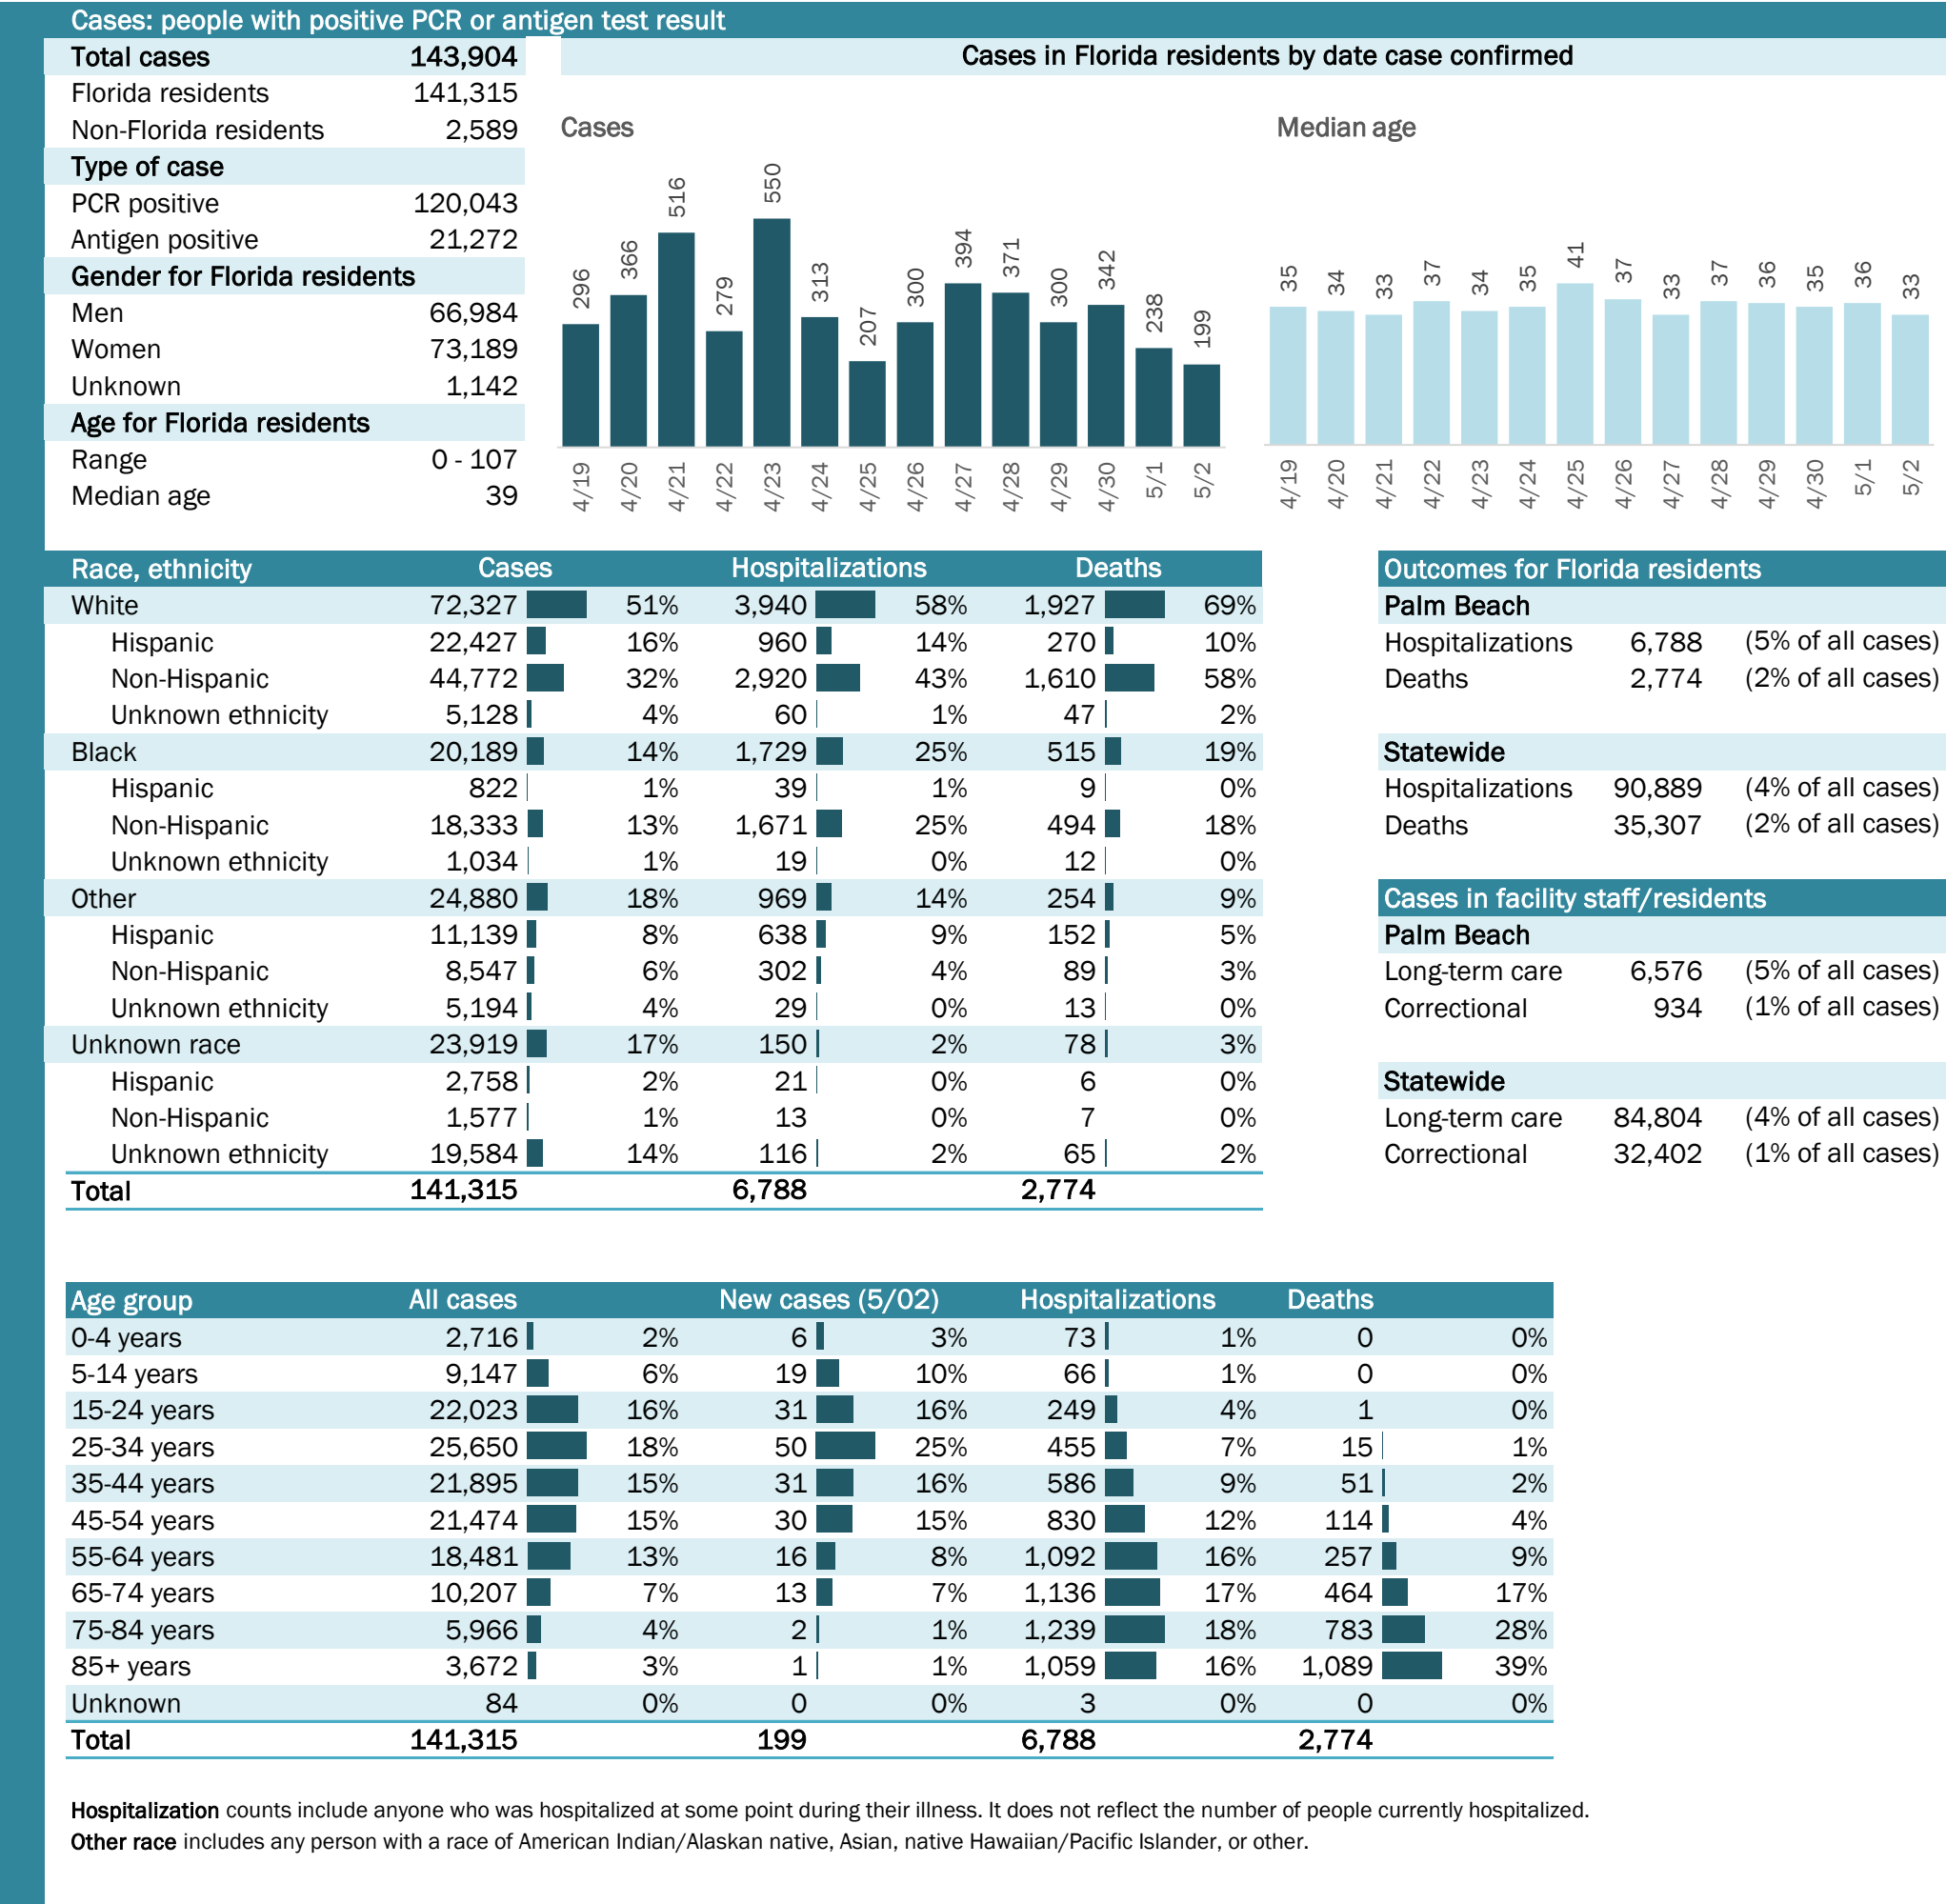 Cases: people with positive PCR or antigen test result
Total cases 143,904
Florida residents 141,315
Non-Florida residents 2,589
Type of case
PCR positive 120,043
Antigen positive 21,272
Gender for Florida residents
Men 66,984
Women 73,189
Unknown 1,142
Age for Florida residents
Range 0 - 107
Median age 39
Cases in Florida residents by date case confirmed
Cases
296 366 516 279 550 313 207 300 394 371 300 342 238 199
4/19 4/20 4/21 4/22 4/23 4/24 4/25 4/26 4/27 4/28 4/29 4/30 5/1 5/2
Median age
35 34 33 37 34 35 41 37 33 37 36 35 36 33
4/19 4/20 4/21 4/22 4/23 4/24 4/25 4/26 4/27 4/28 4/29 4/30 5/1 5/2
Race, ethnicity Cases Hospitalizations Deaths
White 72,327 51% 3,940 58% 1,927 69%
Hispanic 22,427 16% 960 14% 270 10%
Non-Hispanic 44,772 32% 2,920 43% 1,610 58%
Unknown ethnicity 5,128 4% 60 1% 47 2%
Black 20,189 14% 1,729 25% 515 19%
Hispanic 822 1% 39 1% 9 0%
Non-Hispanic 18,333 13% 1,671 25% 494 18%
Unknown ethnicity 1,034 1% 19 0% 12 0%
Other 24,880 18% 969 14% 254 9%
Hispanic 11,139 8% 638 9% 152 5%
Non-Hispanic 8,547 6% 302 4% 89 3%
Unknown ethnicity 5,194 4% 29 0% 13 0%
Unknown race 23,919 17% 150 2% 78 3%
Hispanic 2,758 2% 21 0% 6 0%
Non-Hispanic 1,577 1% 13 0% 7 0%
Unknown ethnicity 19,584 14% 116 2% 65 2%
Total 141,315 6,788 2,774
Outcomes for Florida residents
Palm Beach
Hospitalizations 6,788 (5% of all cases)
Deaths 2,774 (2% of all cases)
Statewide
Hospitalizations 90,889 (4% of all cases)
Deaths 35,307 (2% of all cases)
Cases in facility staff/residents
Palm Beach
Long-term care 6,576 (5% of all cases)
Correctional 934 (1% of all cases)
Statewide
Long-term care 84,804 (4% of all cases)
Correctional 32,402 (1% of all cases)
Age group All cases New cases (5/02) Hospitalizations Deaths
0-4 years 2,716 2% 6 3% 73 1% 0 0%
5-14 years 9,147 6% 19 10% 66 1% 0 0%
15-24 years 22,023 16% 31 16% 249 4% 1 0%
25-34 years 25,650 18% 50 25% 455 7% 15 1%
35-44 years 21,895 15% 31 16% 586 9% 51 2%
45-54 years 21,474 15% 30 15% 830 12% 114 4%
55-64 years 18,481 13% 16 8% 1,092 16% 257 9%
65-74 years 10,207 7% 13 7% 1,136 17% 464 17%
75-84 years 5,966 4% 2 1% 1,239 18% 783 28%
85+ years 3,672 3% 1 1% 1,059 16% 1,089 39%
Unknown 84 0% 0 0% 3 0% 0 0%
Total 141,315 199 6,788 2,774
Hospitalization counts include anyone who was hospitalized at some point during their illness. It does not reflect the number of people currently hospitalized.
Other race includes any person with a race of American Indian/Alaskan native, Asian, native Hawaiian/Pacific Islander, or other.